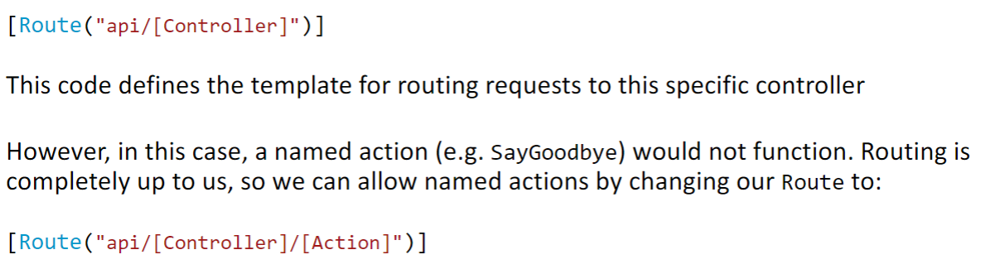 [Route("api/[Controller]")]
This code defines the template for routing requests to this specific controller
However, in this case, a named action (e.g. SayGoodbye) would not function. Routing is
completely up to us, so we can allow named actions by changing our Route to:
[Route("api/[Controller]/[Action]")]